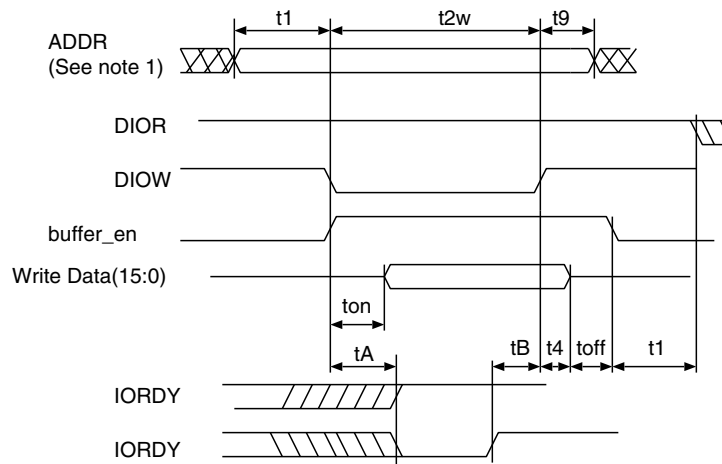 t1 t2w t9
ADDR
(See note 1)
DIOR
DIOW
buffer_en
Write Data(15:0)
ton
tA tB t4 toff t1
IORDY
IORDY